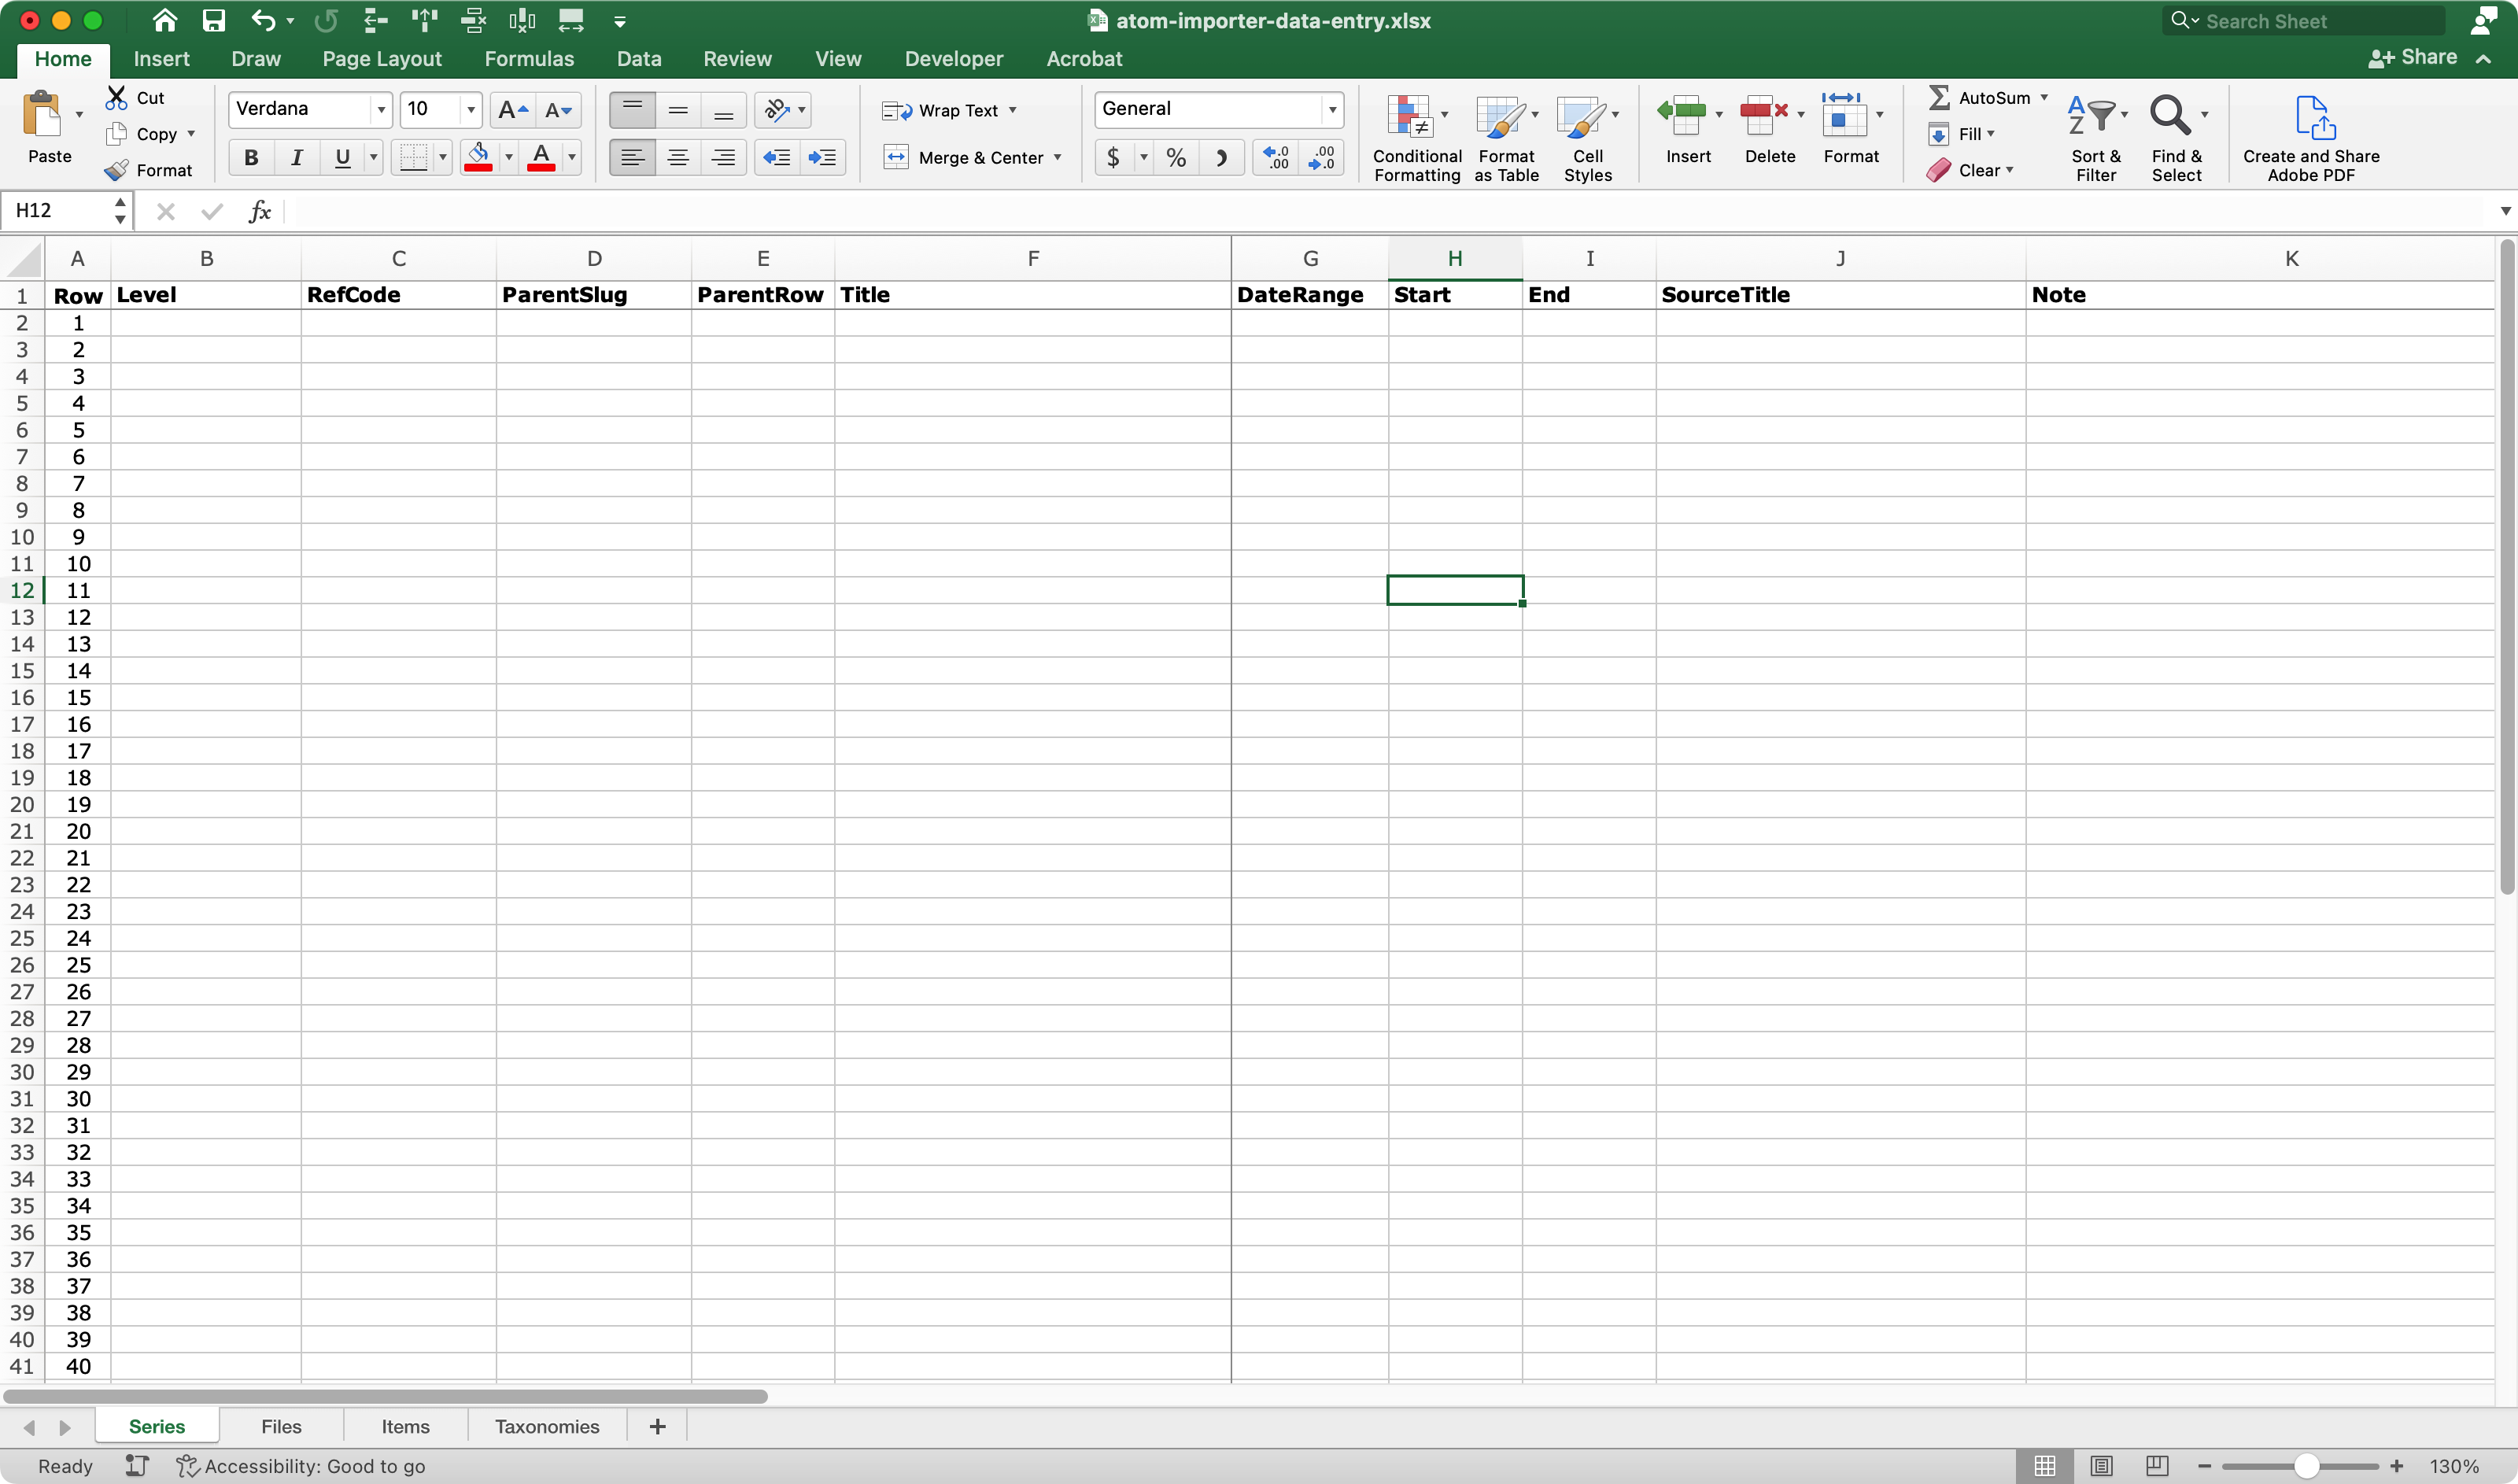 atom-importer-data-entry.xlsx
Search Sheet
Home Insert Draw Page Layout Formulas Data Review View Developer Acrobat Share
Paste
Cut
Copy
Format
Verdana 10
B I U
Wrap Text
Merge & Center
General
$ %
Conditional Formatting
Format as Table
Cell Styles
Insert
Delete
Format
AutoSum
Fill
Clear
Sort & Filter
Find & Select
Create and Share Adobe PDF
H12 fx
A B C D E F G H I J K
1 Row Level RefCode ParentSlug ParentRow Title DateRange Start End SourceTitle Note
2 1
3 2
4 3
5 4
6 5
7 6
8 7
9 8
10 9
11 10
12 11
13 12
14 13
15 14
16 15
17 16
18 17
19 18
20 19
21 20
22 21
23 22
24 23
25 24
26 25
27 26
28 27
29 28
30 29
31 30
32 31
33 32
34 33
35 34
36 35
37 36
38 37
39 38
40 39
41 40
Series Files Items Taxonomies +
Ready Accessibility: Good to go 130%